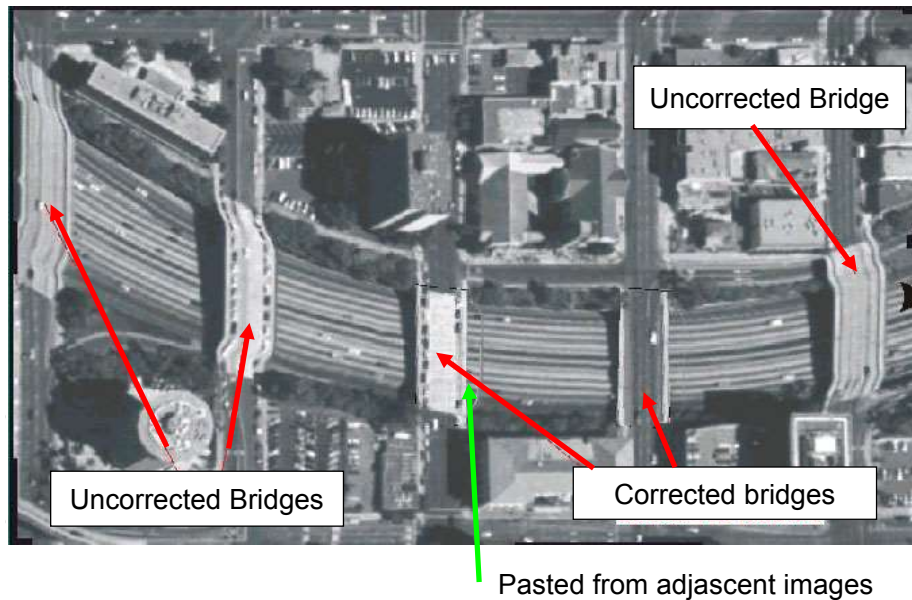 Uncorrected Bridge
Uncorrected Bridges
Corrected bridges
Pasted from adjascent images